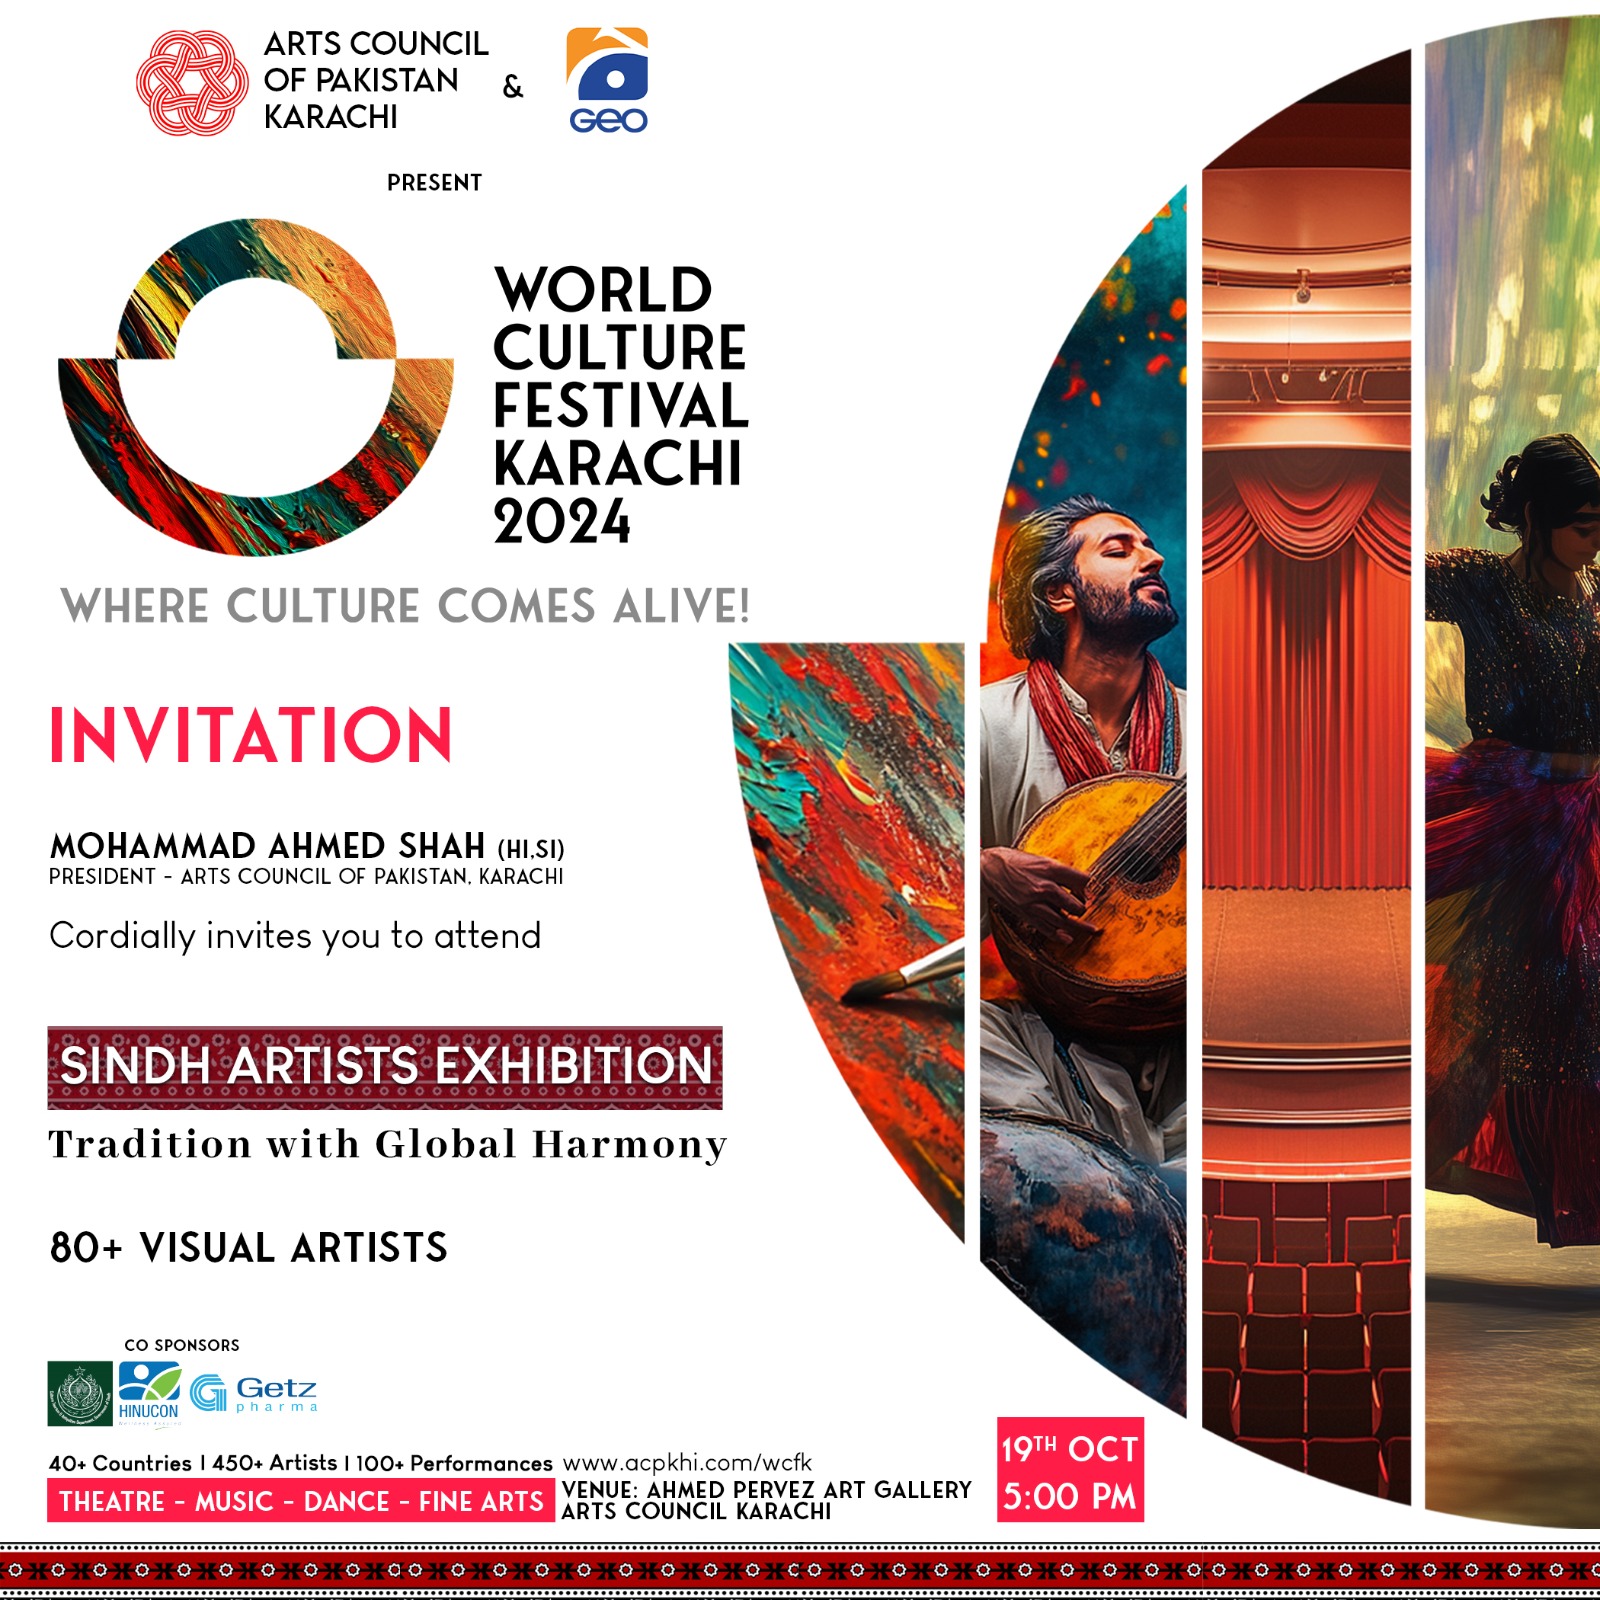 ARTS COUNCIL
OF PAKISTAN
KARACHI
&
GEO
PRESENT
WORLD
CULTURE
FESTIVAL
KARACHI
2024
WHERE CULTURE COMES ALIVE!
INVITATION
MOHAMMAD AHMED SHAH (HI,SI)
PRESIDENT - ARTS COUNCIL OF PAKISTAN, KARACHI
Cordially invites you to attend
SINDH ARTISTS EXHIBITION
Tradition with Global Harmony
80+ VISUAL ARTISTS
CO SPONSORS
HINUCON
Getz
pharma
40+ Countries | 450+ Artists | 100+ Performances
www.acpkhi.com/wcfk
THEATRE - MUSIC - DANCE - FINE ARTS
VENUE: AHMED PERVEZ ART GALLERY
ARTS COUNCIL KARACHI
19TH OCT
5:00 PM